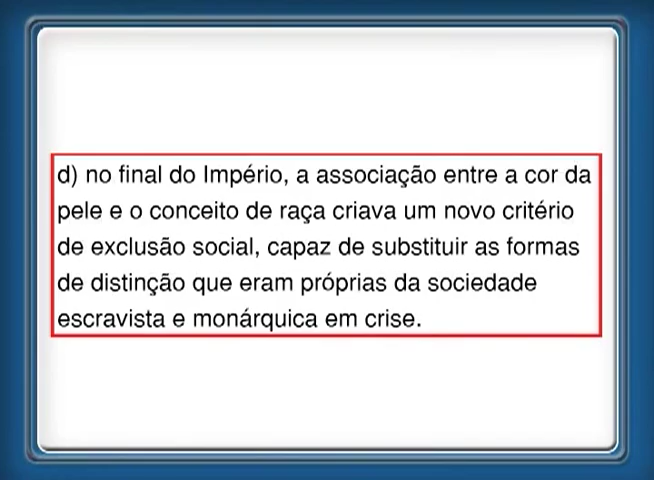 d) no final do Império, a associação entre a cor da
pele e o conceito de raça criava um novo critério
de exclusão social, capaz de substituir as formas
de distinção que eram próprias da sociedade
escravista e monárquica em crise.